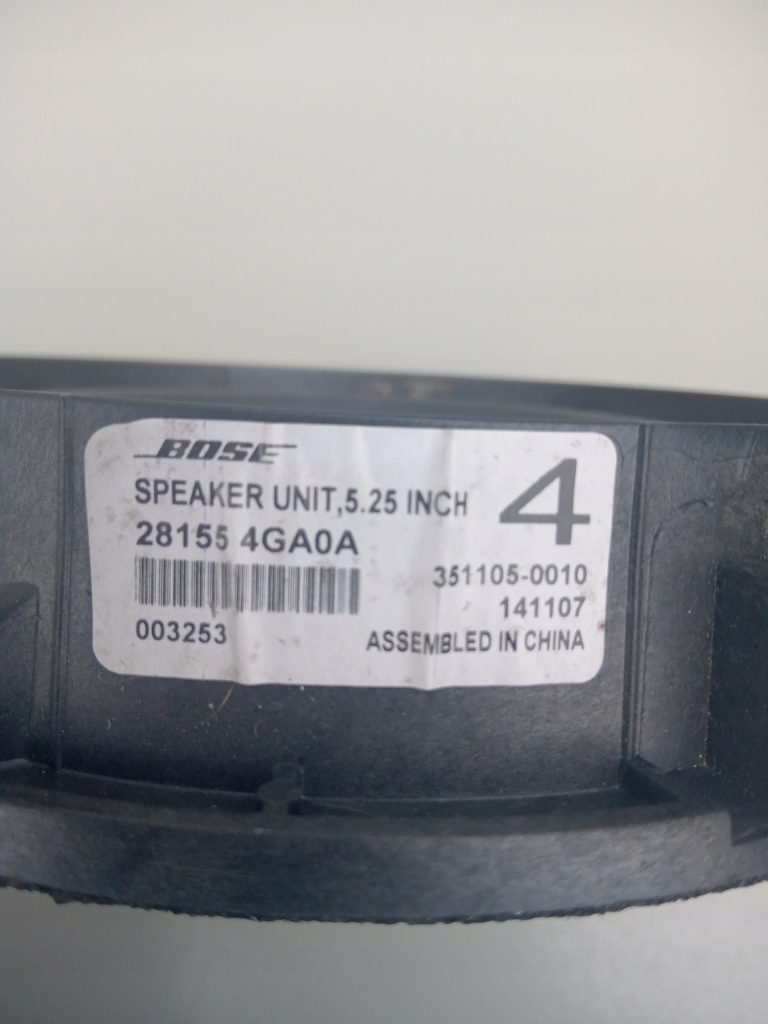 BOSE
SPEAKER UNIT,5.25 INCH
4
28155 4GA0A
351105-0010
141107
003253
ASSEMBLED IN CHINA